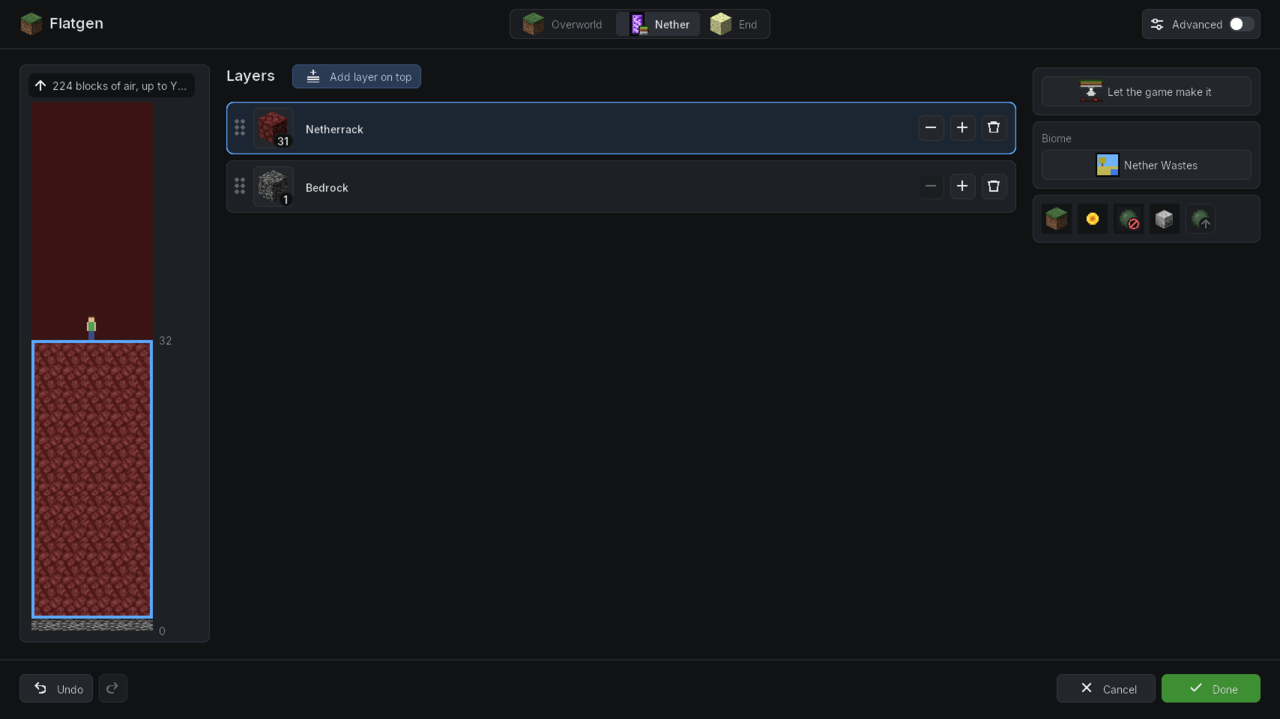 Flatgen
Overworld
Nether
End
Advanced
224 blocks of air, up to Y...
32
0
Layers
Add layer on top
31
Netherrack
1
Bedrock
Let the game make it
Biome
Nether Wastes
Undo
Cancel
Done